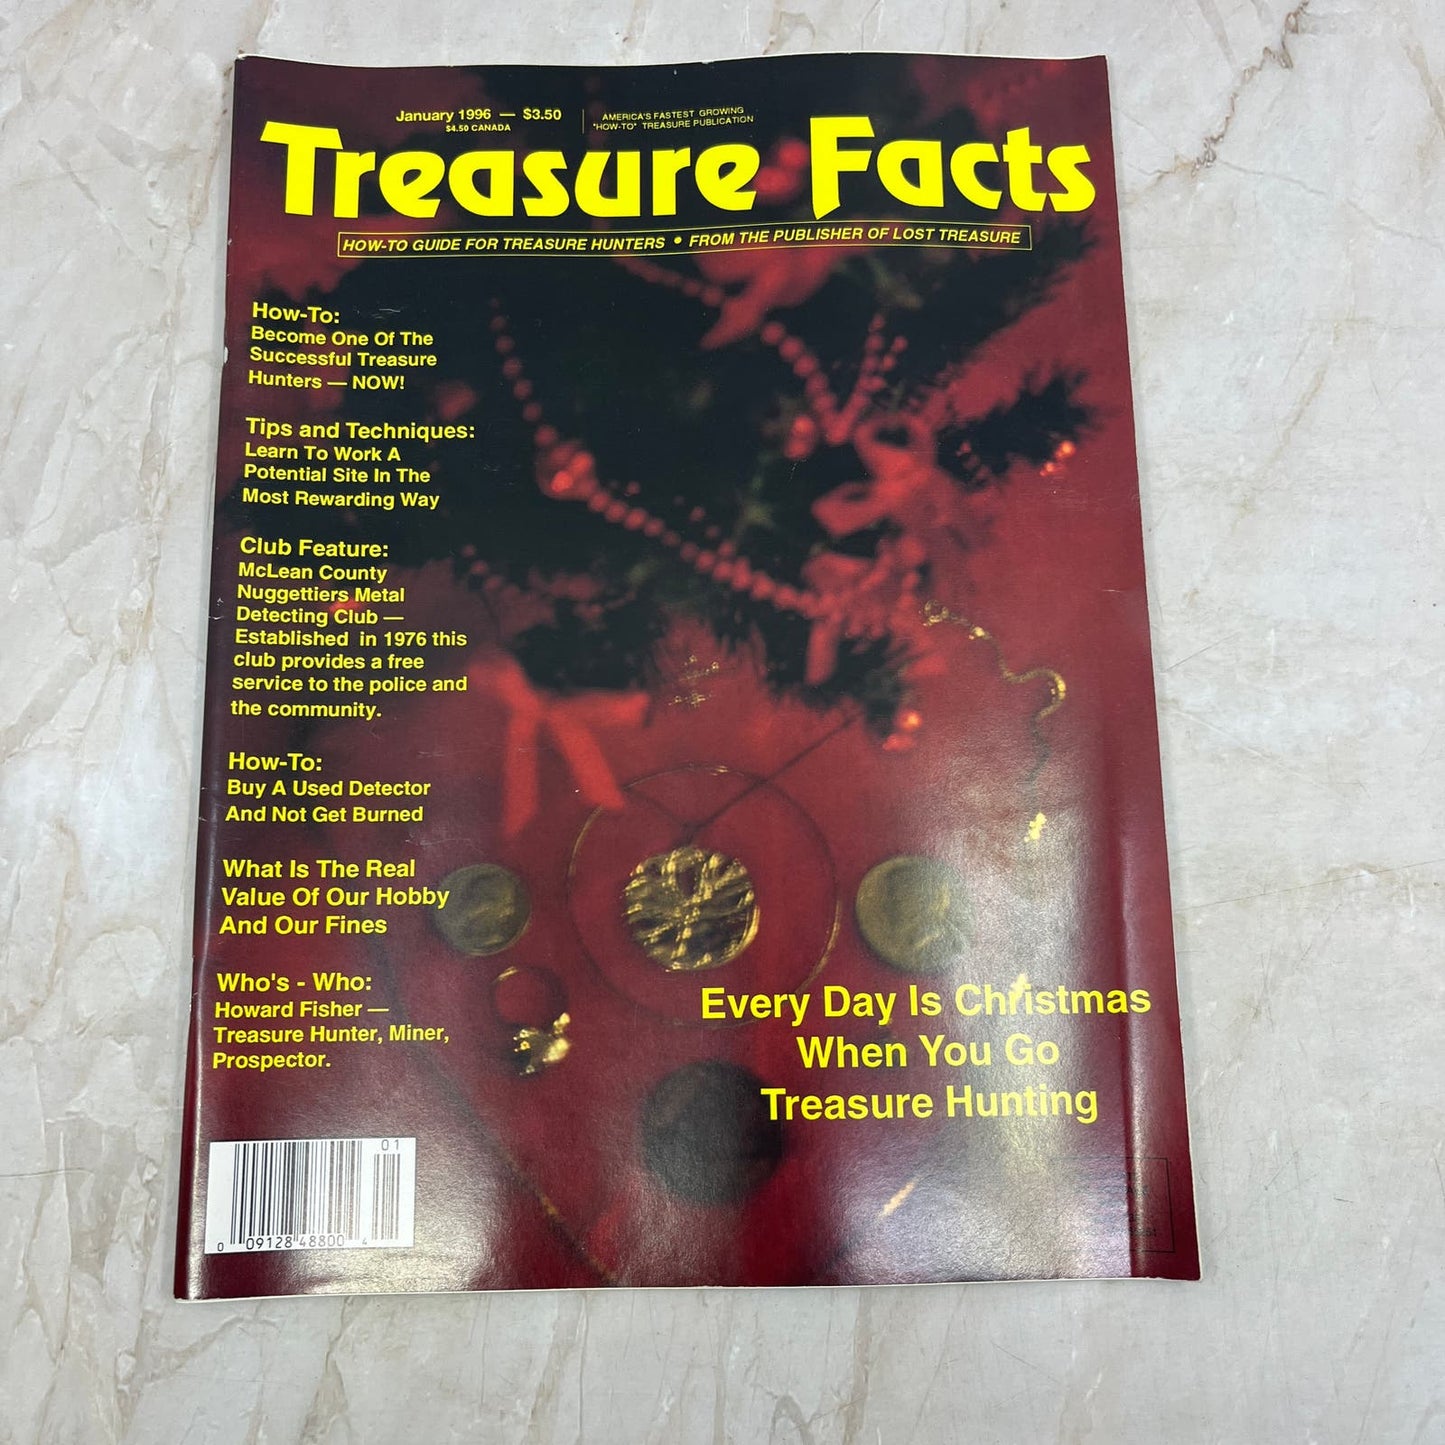 January 1996 — $3.50
$4.50 CANADA
AMERICA'S FASTEST GROWING
"HOW-TO" TREASURE PUBLICATION
Treasure Facts
HOW-TO GUIDE FOR TREASURE HUNTERS • FROM THE PUBLISHER OF LOST TREASURE
How-To:
Become One Of The
Successful Treasure
Hunters — NOW!
Tips and Techniques:
Learn To Work A
Potential Site In The
Most Rewarding Way
Club Feature:
McLean County
Nuggettiers Metal
Detecting Club —
Established in 1976 this
club provides a free
service to the police and
the community.
How-To:
Buy A Used Detector
And Not Get Burned
What Is The Real
Value Of Our Hobby
And Our Fines
Who's - Who:
Howard Fisher —
Treasure Hunter, Miner,
Prospector.
Every Day Is Christmas
When You Go
Treasure Hunting
01
0 09128 48800 4